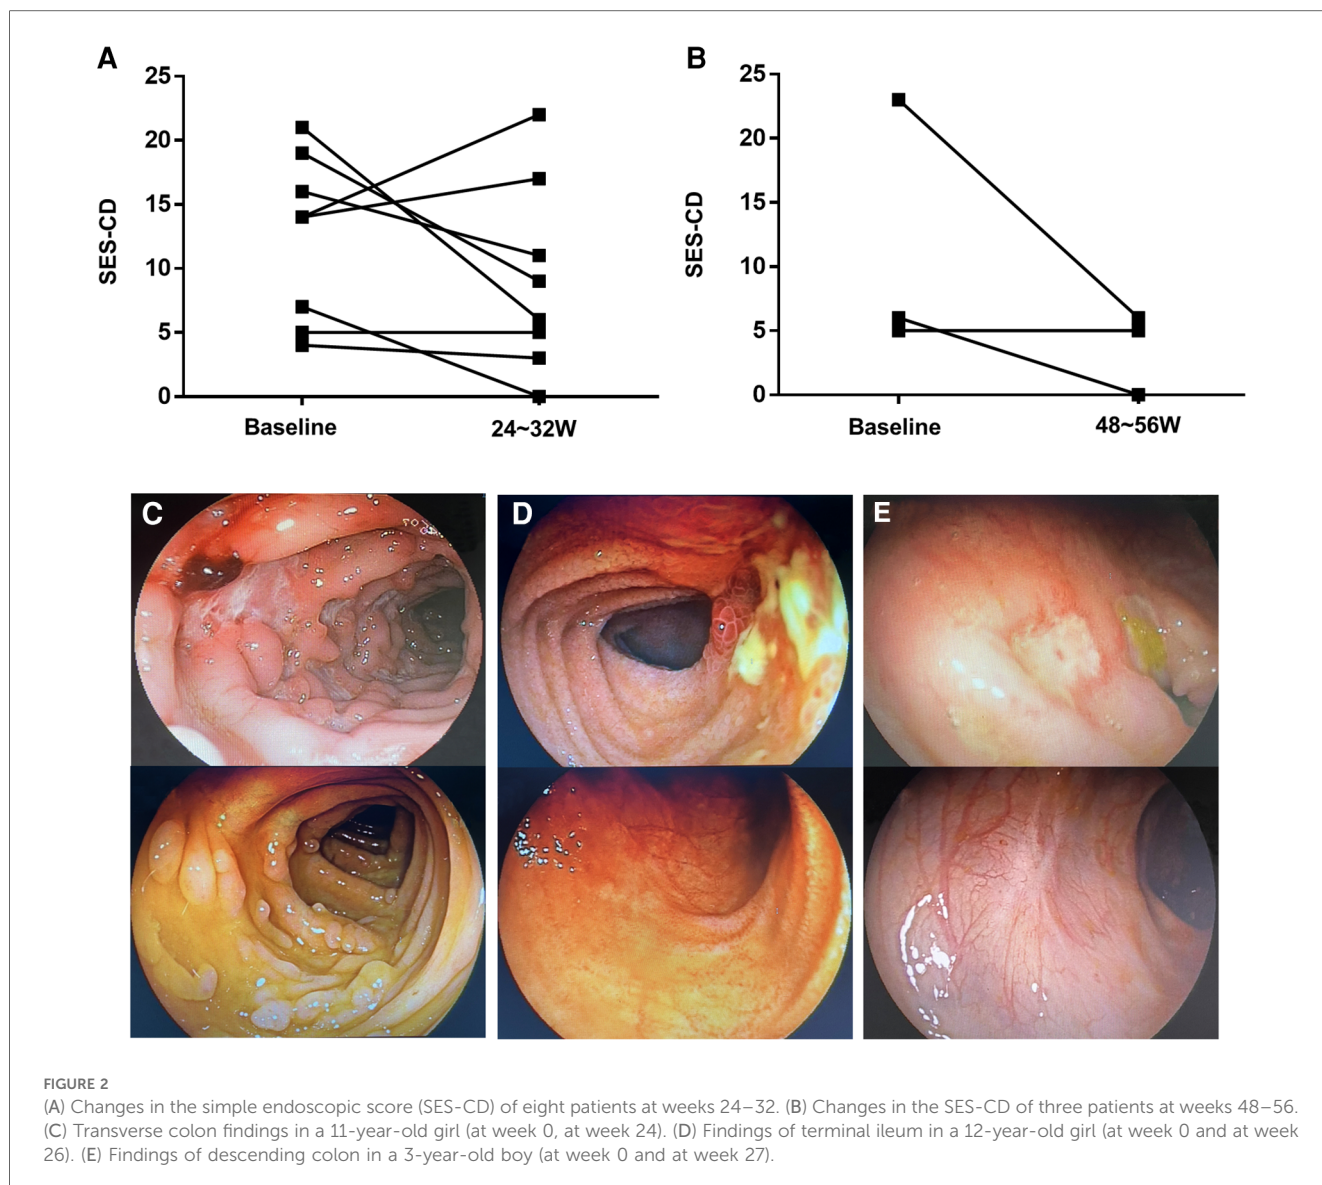 A
25
20
15
10
5
0
SES-CD
Baseline
24~32W
B
25
20
15
10
5
0
SES-CD
Baseline
48~56W
C
D
E
FIGURE 2
(A) Changes in the simple endoscopic score (SES-CD) of eight patients at weeks 24–32. (B) Changes in the SES-CD of three patients at weeks 48–56.
(C) Transverse colon findings in a 11-year-old girl (at week 0, at week 24). (D) Findings of terminal ileum in a 12-year-old girl (at week 0 and at week
26). (E) Findings of descending colon in a 3-year-old boy (at week 0 and at week 27).